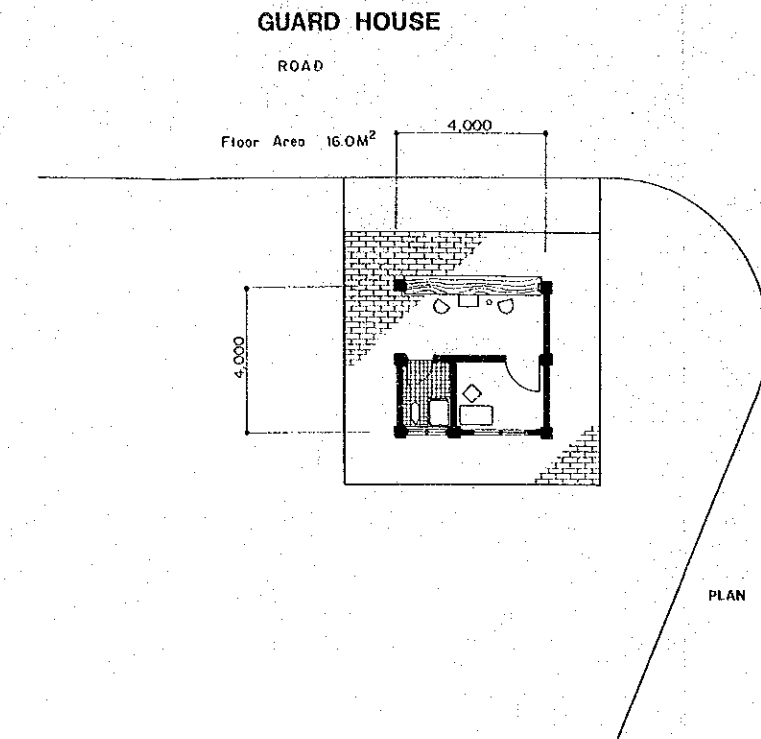 GUARD HOUSE
ROAD
Floor Area 16.0M²
4,000
4,000
PLAN